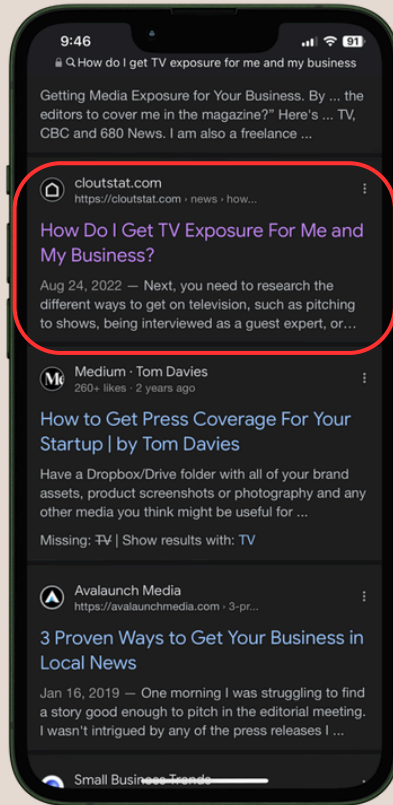 9:46
91
How do I get TV exposure for me and my business
Getting Media Exposure for Your Business. By ... the
editors to cover me in the magazine?" Here's ... TV,
CBC and 680 News. I am also a freelance ...
cloutstat.com
https://cloutstat.com › news › how...
How Do I Get TV Exposure For Me and
My Business?
Aug 24, 2022 — Next, you need to research the
different ways to get on television, such as pitching
to shows, being interviewed as a guest expert, or...
Medium · Tom Davies
260+ likes · 2 years ago
How to Get Press Coverage For Your
Startup | by Tom Davies
Have a Dropbox/Drive folder with all of your brand
assets, product screenshots or photography and any
other media you think might be useful for ...
Missing: TV | Show results with: TV
Avalaunch Media
https://avalaunchmedia.com › 3-pr...
3 Proven Ways to Get Your Business in
Local News
Jan 16, 2019 — One morning I was struggling to find
a story good enough to pitch in the editorial meeting.
I wasn't intrigued by any of the press releases I ...
Small Business Trends